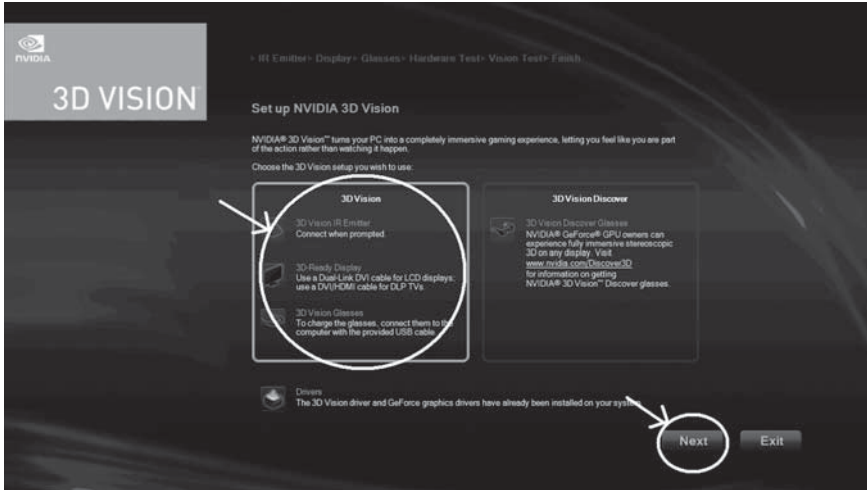 NVIDIA
3D VISION
› IR Emitter› Display› Glasses› Hardware Test› Vision Test› Finish
Set up NVIDIA 3D Vision
NVIDIA® 3D Vision™ turns your PC into a completely immersive gaming experience, letting you feel like you are part
of the action rather than watching it happen.
Choose the 3D Vision setup you wish to use:
3D Vision
3D Vision IR Emitter
Connect when prompted.
3D-Ready Display
Use a Dual-Link DVI cable for LCD displays:
use a DVI/HDMI cable for DLP TVs.
3D Vision Glasses
To charge the glasses, connect them to the
computer with the provided USB cable.
3D Vision Discover
3D Vision Discover Glasses
NVIDIA® GeForce® GPU owners can
experience fully immersive stereoscopic
3D on any display. Visit
www.nvidia.com/Discover3D
for information on getting
NVIDIA® 3D Vision™ Discover glasses.
Drivers
The 3D Vision driver and GeForce graphics drivers have already been installed on your system.
Next
Exit